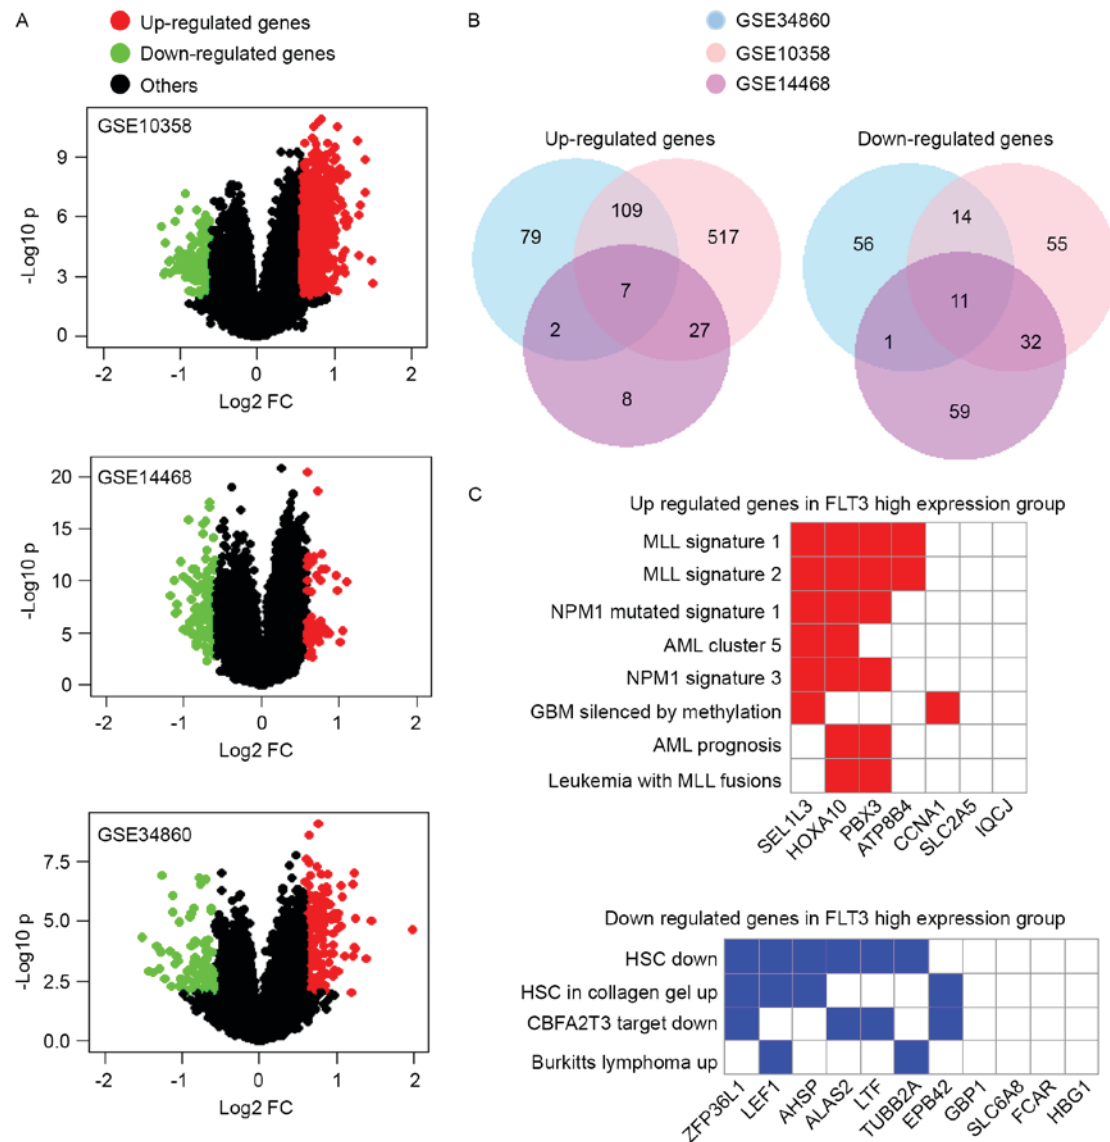 A
Up-regulated genes
Down-regulated genes
Others
GSE10358
9
6
3
0
-Log10 p
-2
-1
0
1
2
Log2 FC
GSE14468
20
15
10
5
0
-Log10 p
-2
-1
0
1
2
Log2 FC
GSE34860
7.5
5.0
2.5
0.0
-Log10 p
-2
-1
0
1
2
Log2 FC
B
GSE34860
GSE10358
GSE14468
Up-regulated genes
79
109
517
7
2
27
8
Down-regulated genes
56
14
55
11
1
32
59
C
Up regulated genes in FLT3 high expression group
MLL signature 1
MLL signature 2
NPM1 mutated signature 1
AML cluster 5
NPM1 signature 3
GBM silenced by methylation
AML prognosis
Leukemia with MLL fusions
SEL1L3
HOXA10
PBX3
ATP8B4
CCNA1
SLC2A5
IQCJ
Down regulated genes in FLT3 high expression group
HSC down
HSC in collagen gel up
CBFA2T3 target down
Burkitts lymphoma up
ZFP36L1
LEF1
AHSP
ALAS2
LTF
TUBB2A
EPB42
GBP1
SLC6A8
FCAR
HBG1